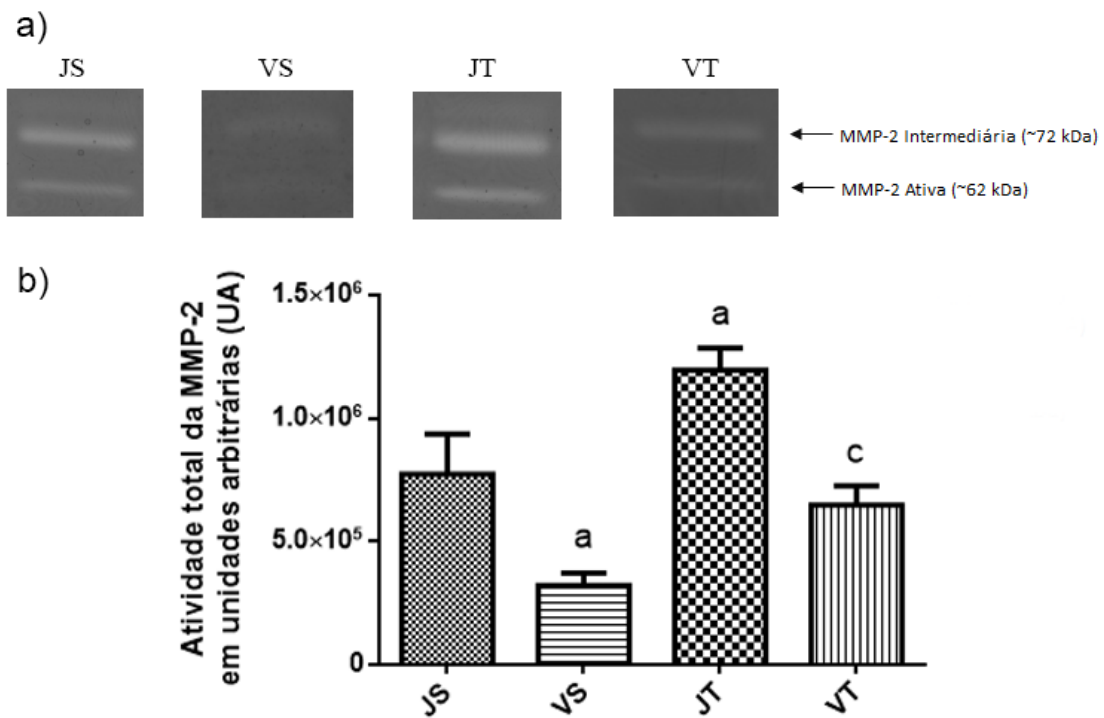 a)
JS VS JT VT
MMP-2 Intermediária (~72 kDa)
MMP-2 Ativa (~62 kDa)
b)
Atividade total da MMP-2
em unidades arbitrárias (UA)
1.5×10⁶
1.0×10⁶
5.0×10⁵
0
a
a
c
JS VS JT VT